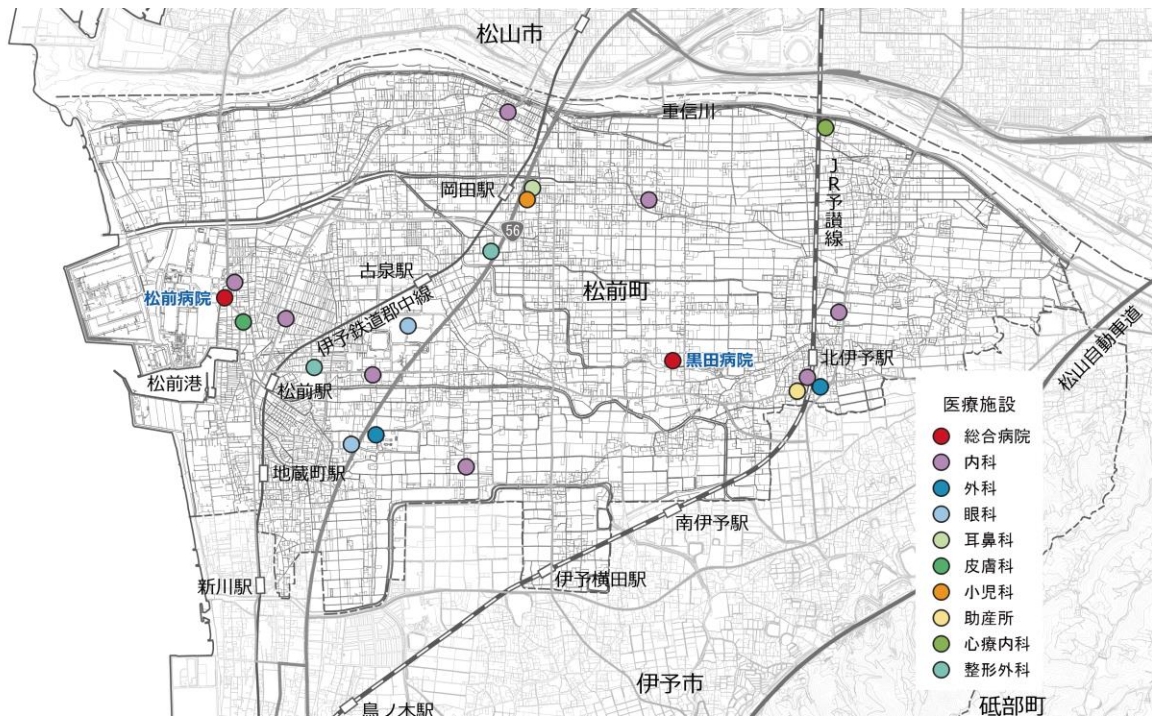 松山市
重信川
岡田駅
JR予讃線
56
古泉駅
松前町
松前病院
伊予鉄道郡中線
黒田病院
北伊予駅
松山自動車道
松前港
松前駅
地蔵町駅
南伊予駅
新川駅
伊予横田駅
伊予市
鳥ノ木駅
砥部町
医療施設
総合病院
内科
外科
眼科
耳鼻科
皮膚科
小児科
助産所
心療内科
整形外科